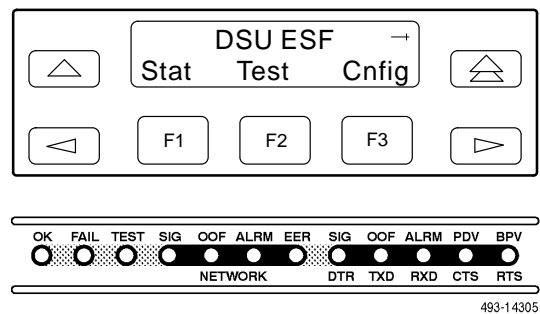 DSU ESF →
Stat Test Cnfig
F1 F2 F3
OK FAIL TEST SIG OOF ALRM EER SIG OOF ALRM PDV BPV
NETWORK DTR TXD RXD CTS RTS
493-14305